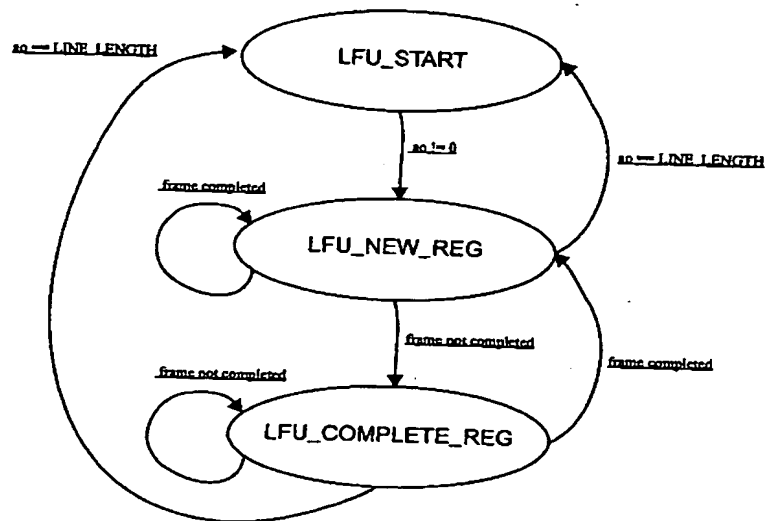 ao == LINE_LENGTH
LFU_START
ao != 0
ao == LINE_LENGTH
frame completed
LFU_NEW_REG
frame not completed
frame completed
frame not completed
LFU_COMPLETE_REG